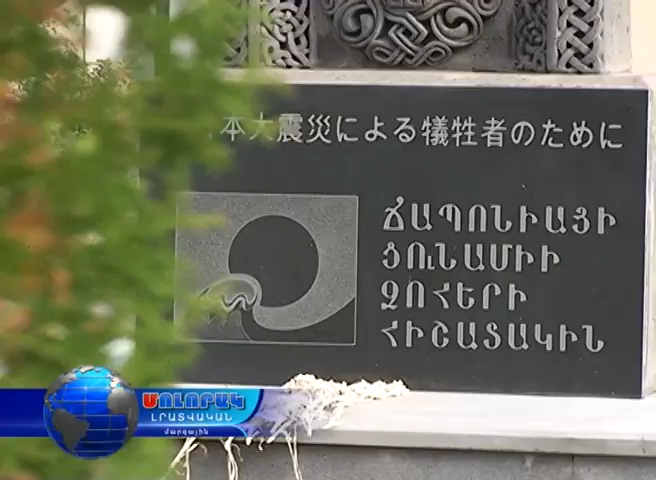 本大震災による犠牲者のために
ՃԱՊՈՆԻԱՅԻ
ՑՈՒՆԱՄԻԻ
ԶՈՀԵՐԻ
ՀԻՇԱՏԱԿԻՆ
ՄՈԼՈՐԱԿ
ԼՐԱՏՎԱԿԱՆ
մարզային